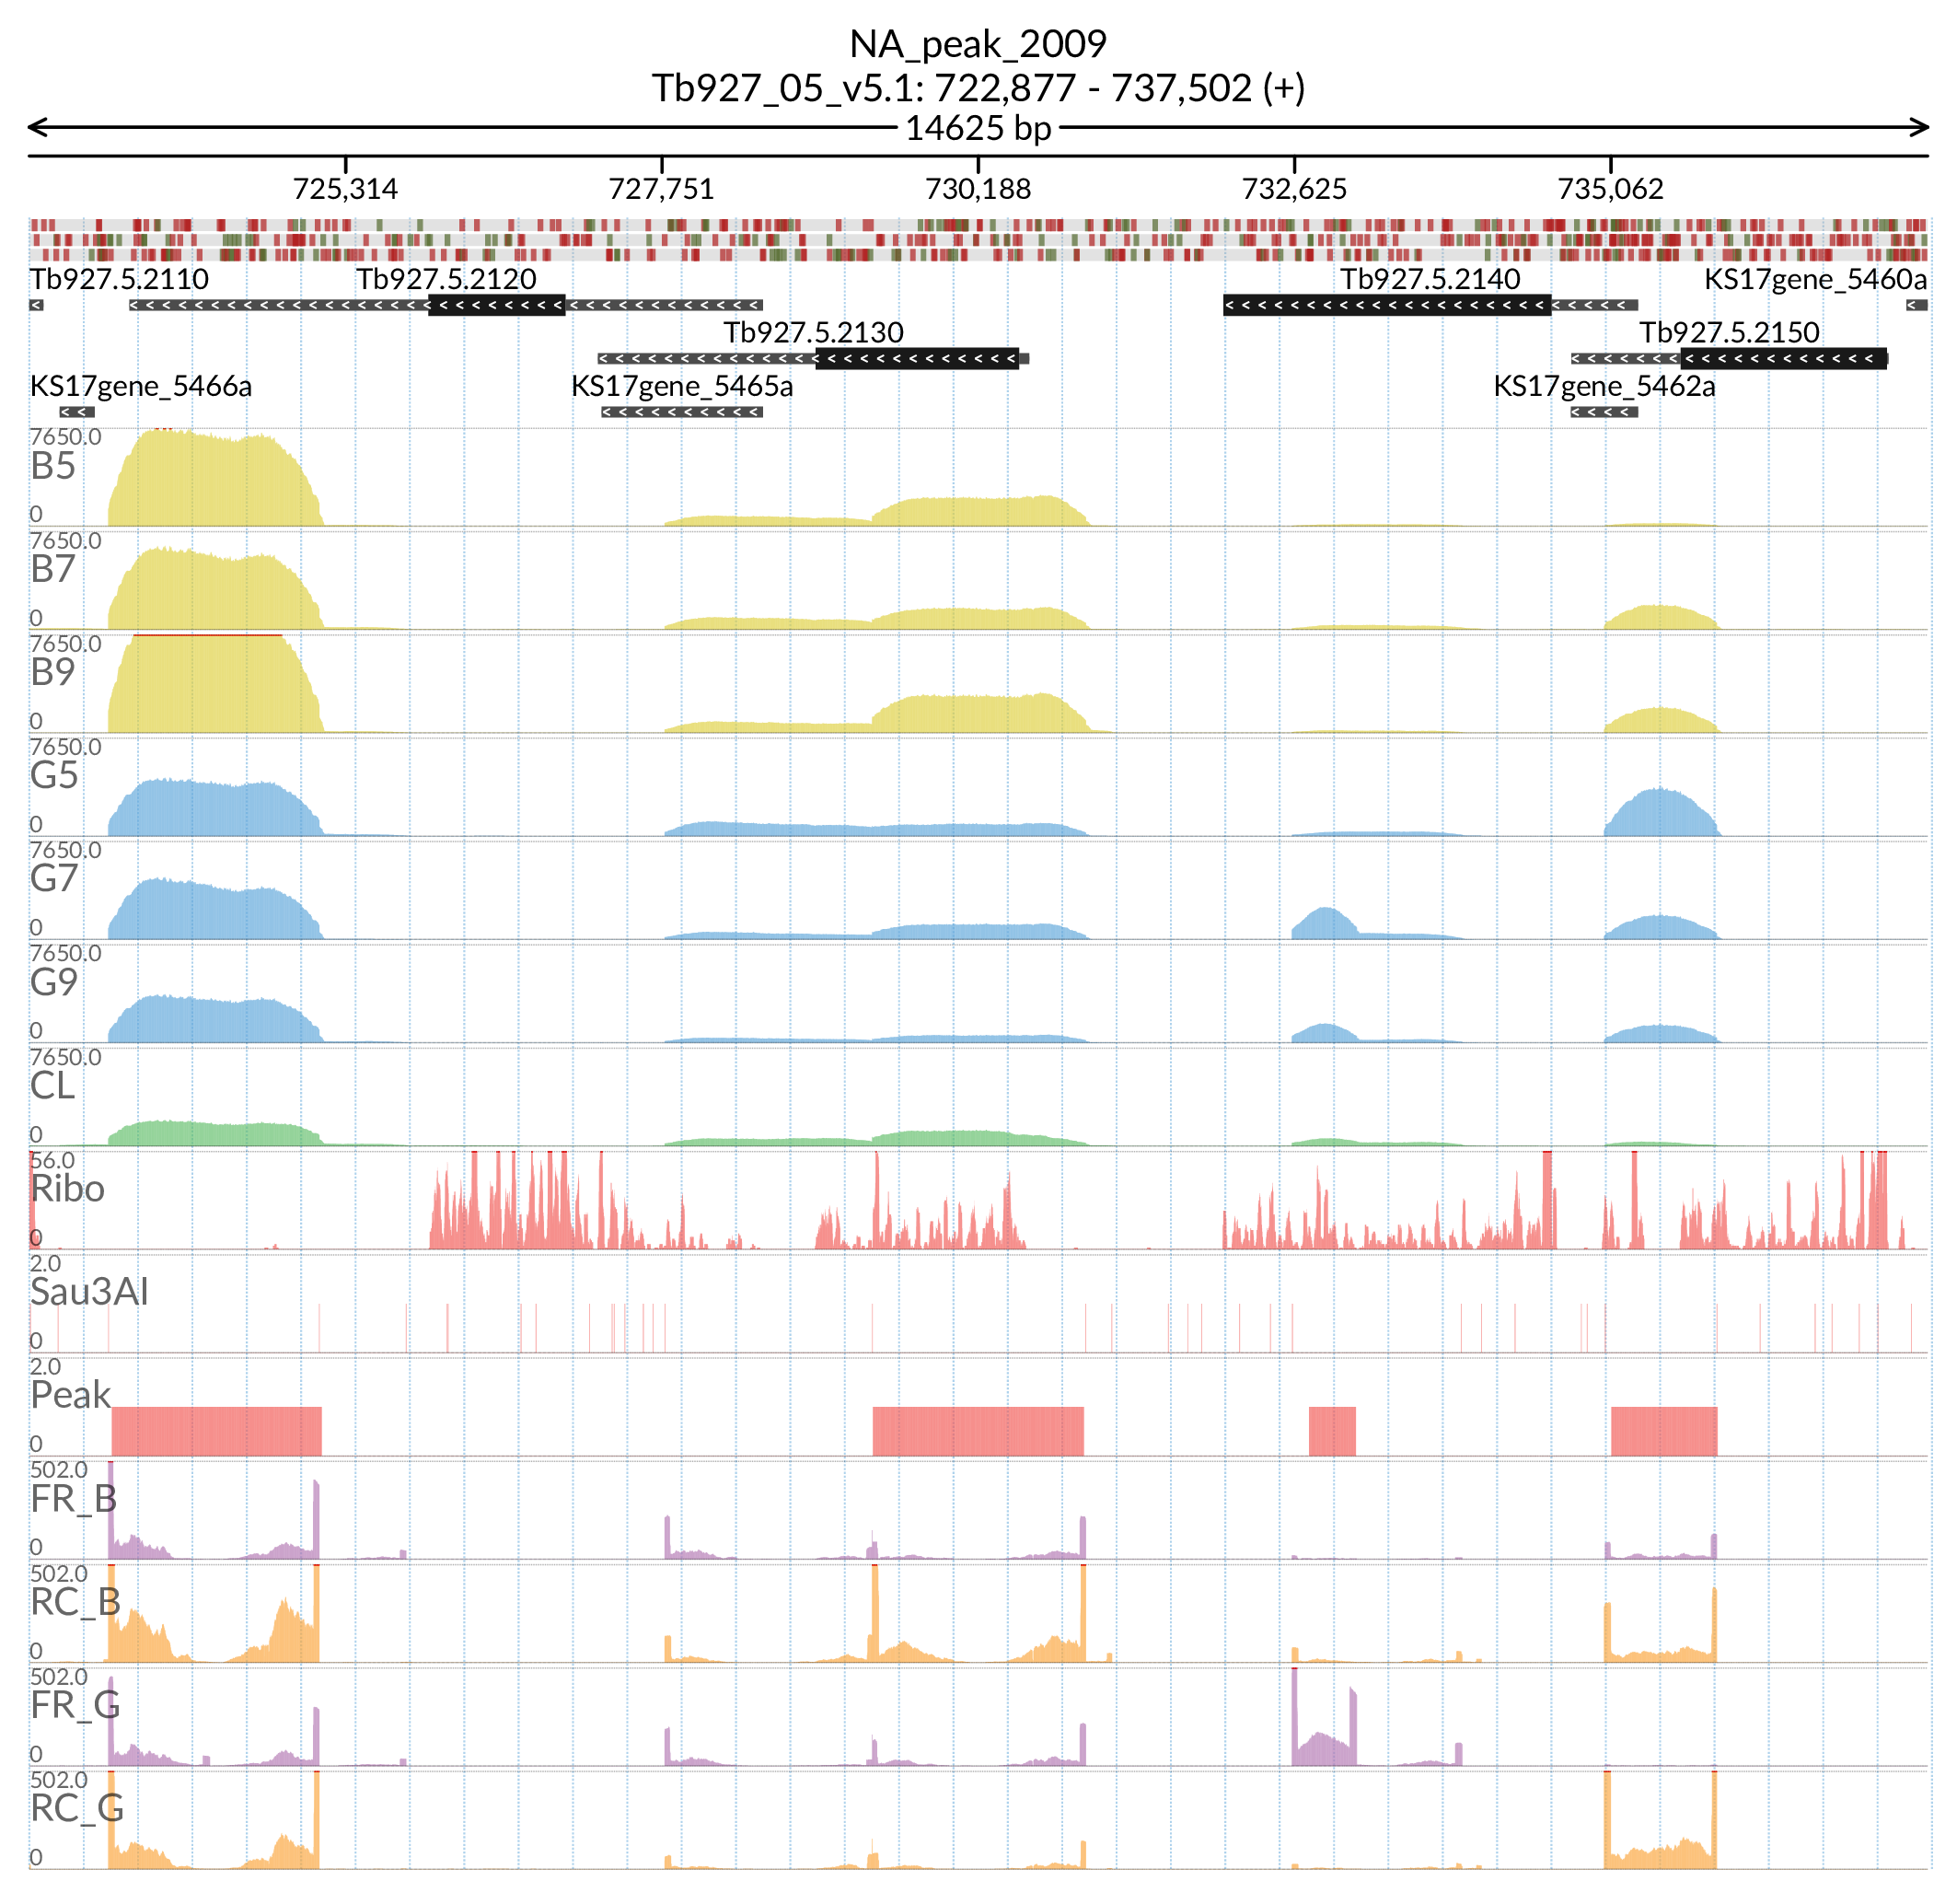 NA_peak_2009
Tb927_05_v5.1: 722,877 - 737,502 (+)
14625 bp
725,314 727,751 730,188 732,625 735,062
Tb927.5.2110 Tb927.5.2120 Tb927.5.2140 KS17gene_5460a
Tb927.5.2130 Tb927.5.2150
KS17gene_5466a KS17gene_5465a KS17gene_5462a
7650.0
B5
0
7650.0
B7
0
7650.0
B9
0
7650.0
G5
0
7650.0
G7
0
7650.0
G9
0
7650.0
CL
0
56.0
Ribo
0
2.0
Sau3AI
0
2.0
Peak
0
502.0
FR_B
0
502.0
RC_B
0
502.0
FR_G
0
502.0
RC_G
0